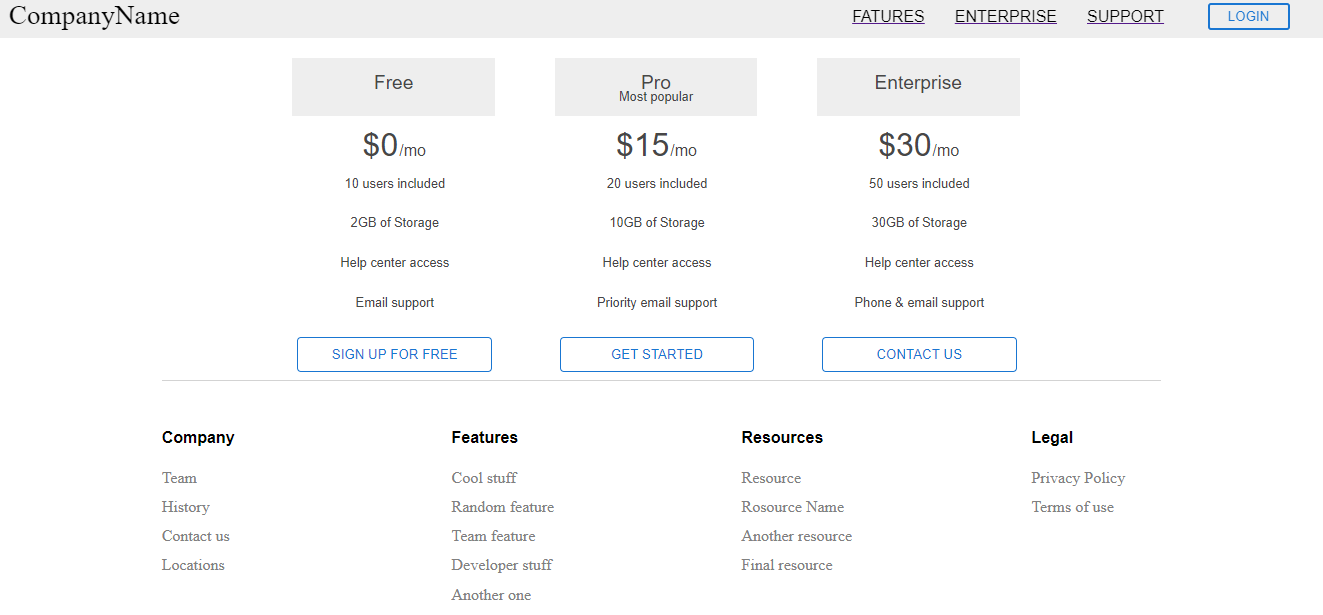 CompanyName
FATURES ENTERPRISE SUPPORT LOGIN
Free
Pro
Most popular
Enterprise
$0/mo
10 users included
2GB of Storage
Help center access
Email support
SIGN UP FOR FREE
$15/mo
20 users included
10GB of Storage
Help center access
Priority email support
GET STARTED
$30/mo
50 users included
30GB of Storage
Help center access
Phone & email support
CONTACT US
Company
Team
History
Contact us
Locations
Features
Cool stuff
Random feature
Team feature
Developer stuff
Another one
Resources
Resource
Rosource Name
Another resource
Final resource
Legal
Privacy Policy
Terms of use